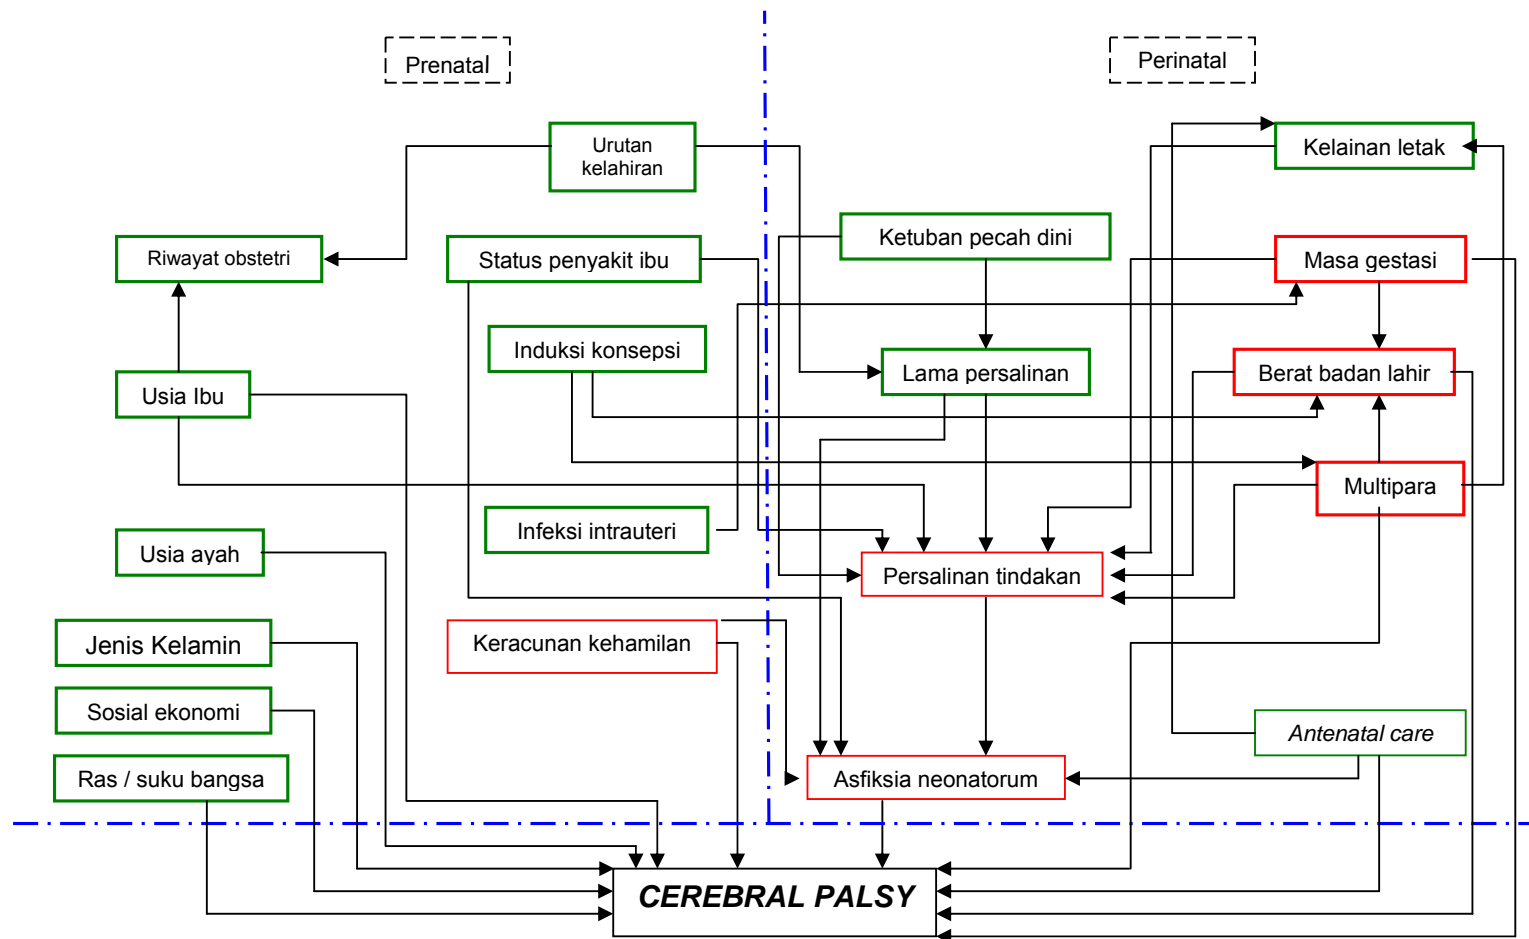 Prenatal
Perinatal
Urutan
kelahiran
Kelainan letak
Ketuban pecah dini
Riwayat obstetri
Status penyakit ibu
Masa gestasi
Induksi konsepsi
Lama persalinan
Berat badan lahir
Usia Ibu
Multipara
Infeksi intrauteri
Usia ayah
Persalinan tindakan
Jenis Kelamin
Keracunan kehamilan
Sosial ekonomi
Antenatal care
Ras / suku bangsa
Asfiksia neonatorum
CEREBRAL PALSY